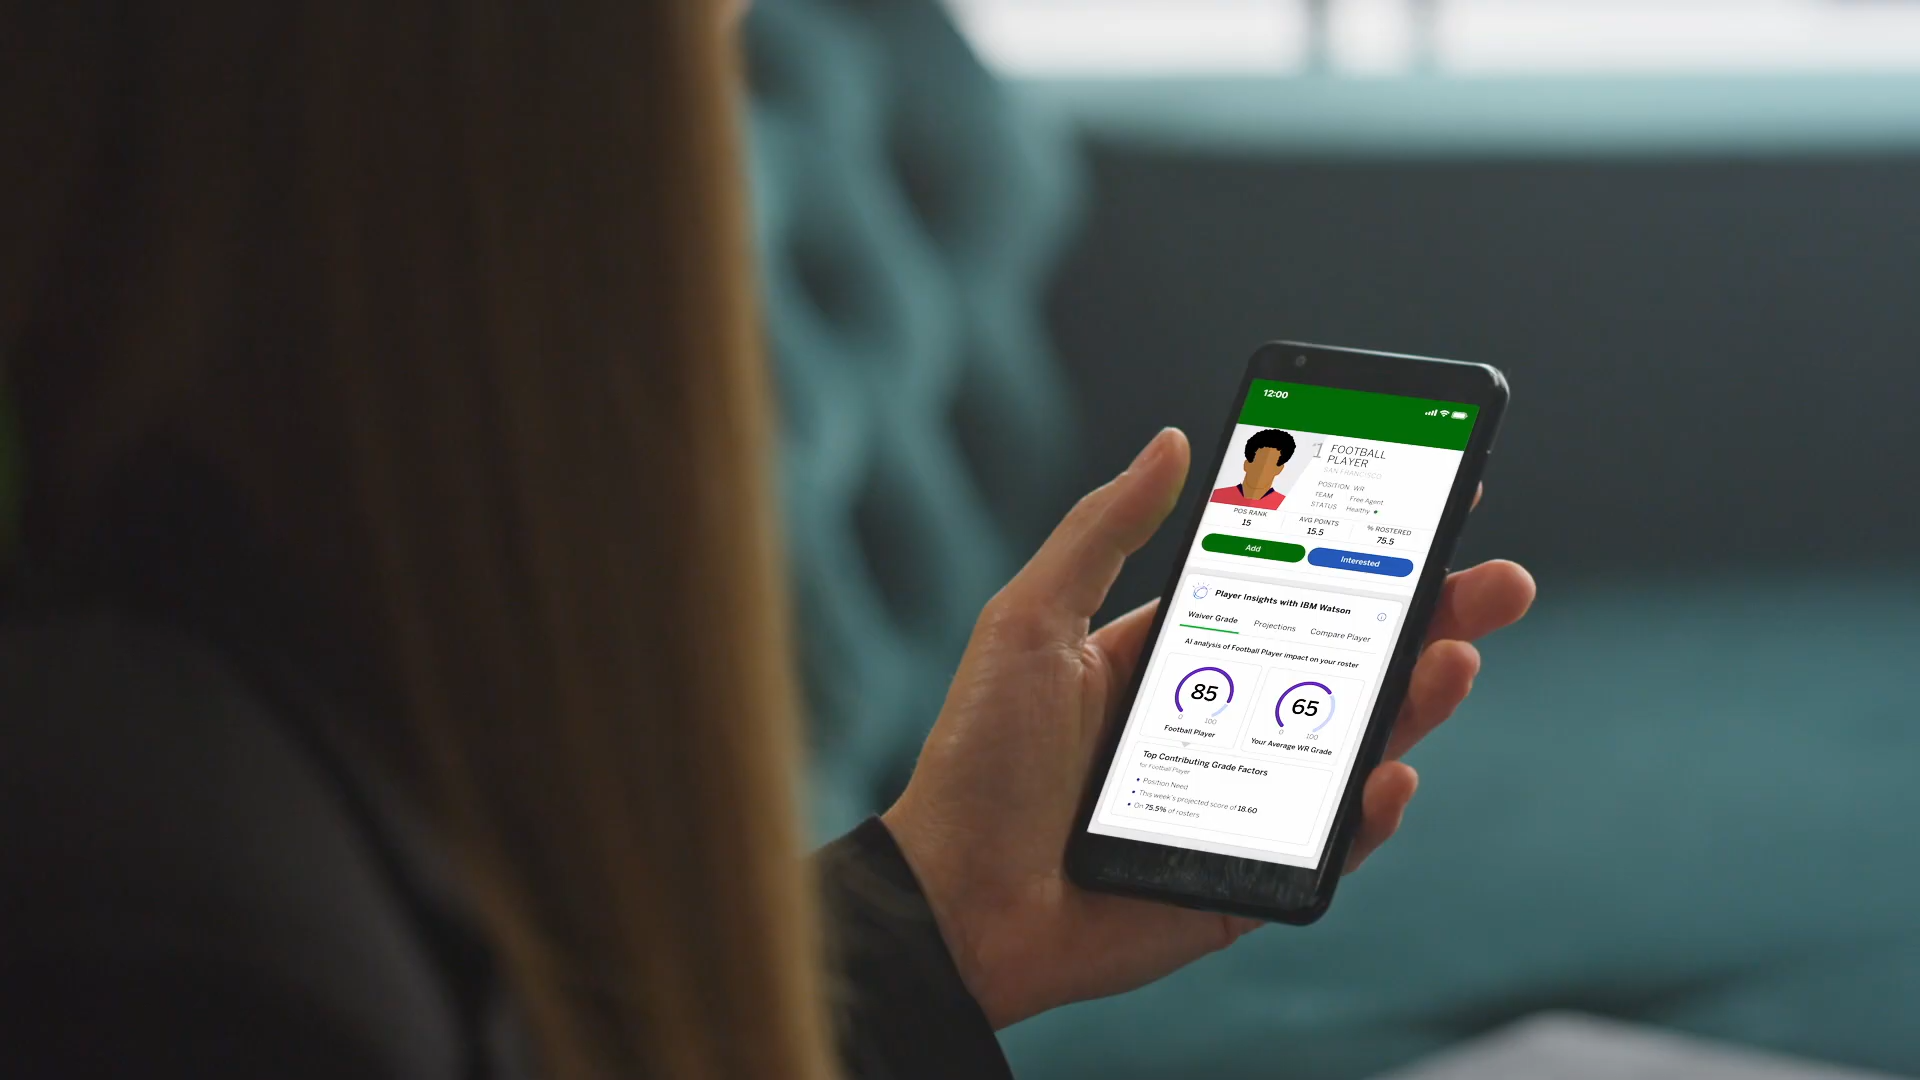 12:00
#1 FOOTBALL
PLAYER
SAN FRANCISCO
POSITION WR
TEAM Free Agent
STATUS Healthy
POS RANK AVG POINTS % ROSTERED
15 15.5 75.5
Add Interested
Player Insights with IBM Watson
Waiver Grade Projections Compare Player
AI analysis of Football Player impact on your roster
85 65
0 100 0 100
Football Player Your Average WR Grade
Top Contributing Grade Factors
for Football Player
• Position Need
• This week's projected score of 18.60
• On 75.5% of rosters